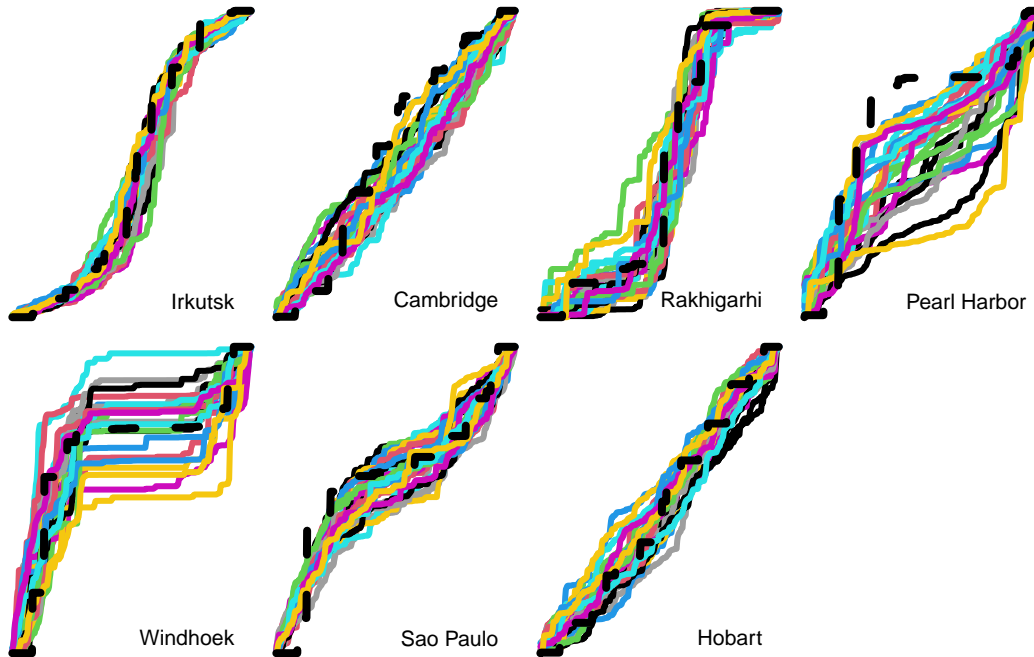 Irkutsk
Cambridge
Rakhigarhi
Pearl Harbor
Windhoek
Sao Paulo
Hobart